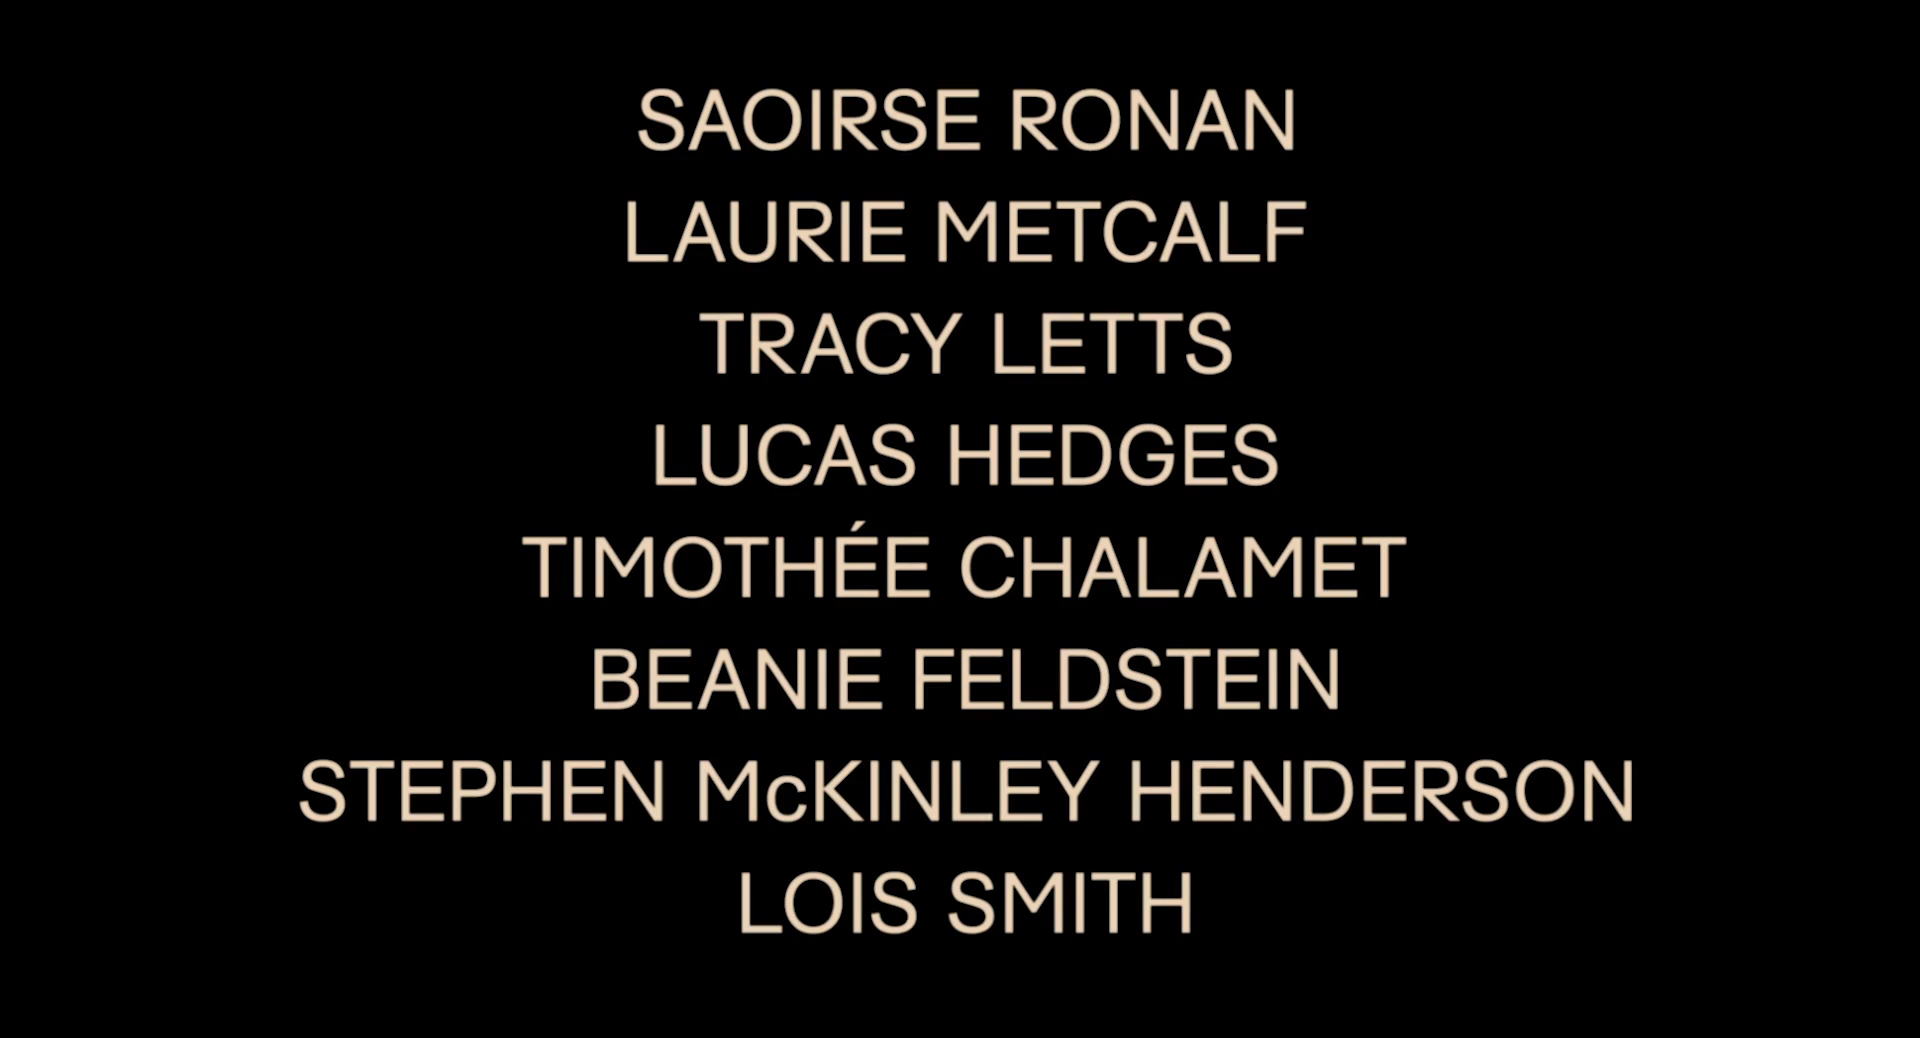 SAOIRSE RONAN
LAURIE METCALF
TRACY LETTS
LUCAS HEDGES
TIMOTHÉE CHALAMET
BEANIE FELDSTEIN
STEPHEN McKINLEY HENDERSON
LOIS SMITH